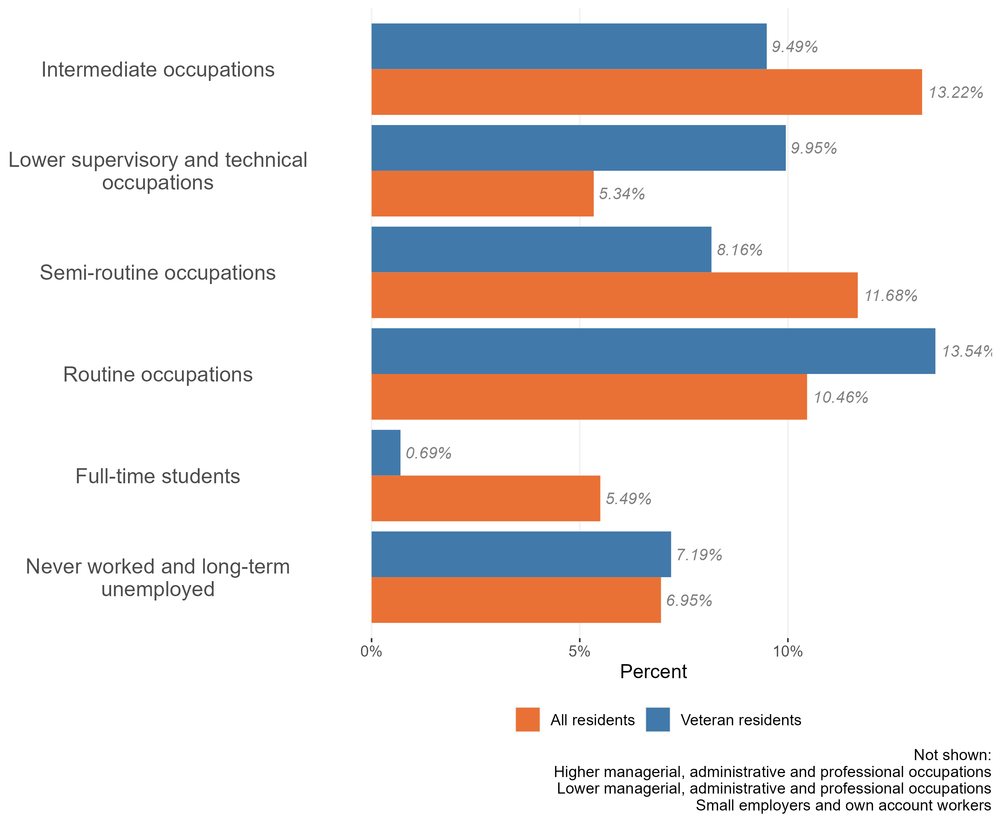 Intermediate occupations
9.49%
13.22%
Lower supervisory and technical
occupations
9.95%
5.34%
Semi-routine occupations
8.16%
11.68%
Routine occupations
13.54%
10.46%
Full-time students
0.69%
5.49%
Never worked and long-term
unemployed
7.19%
6.95%
0% 5% 10%
Percent
All residents Veteran residents
Not shown:
Higher managerial, administrative and professional occupations
Lower managerial, administrative and professional occupations
Small employers and own account workers